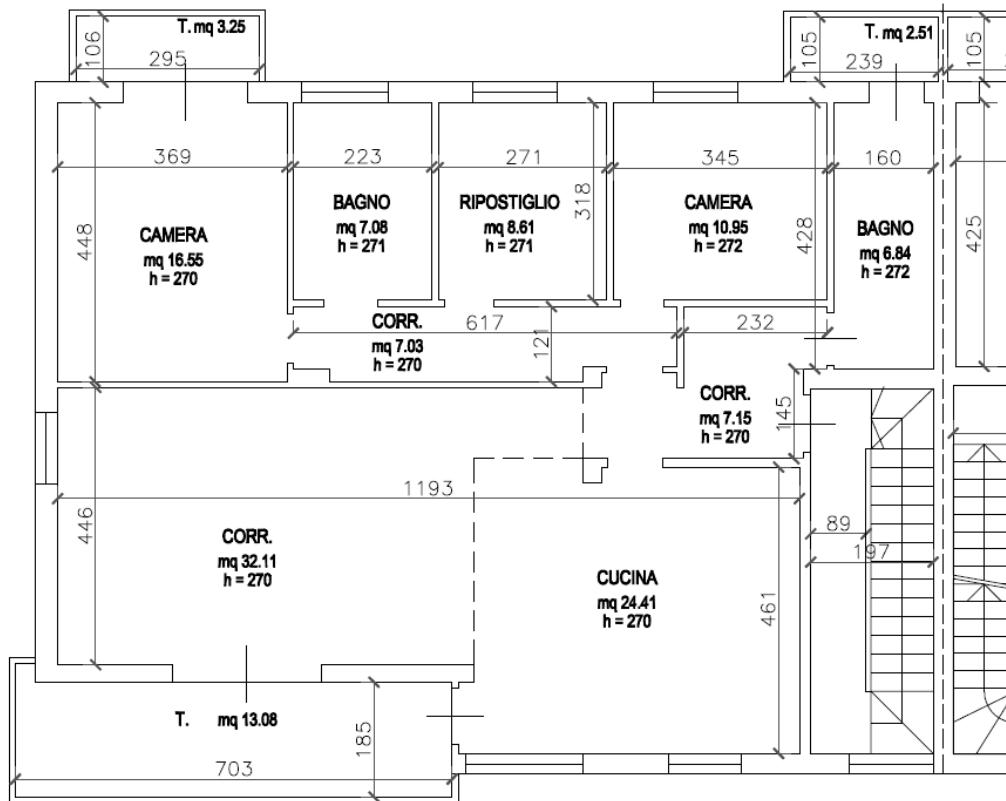 T. mq 3.25
T. mq 2.51
106
295
105
239
105
369
223
271
345
160
BAGNO
mq 7.08
h = 271
RIPOSTIGLIO
mq 8.61
h = 271
318
CAMERA
mq 10.95
h = 272
428
BAGNO
mq 6.84
h = 272
425
448
CAMERA
mq 16.55
h = 270
CORR.
mq 7.03
h = 270
617
121
232
CORR.
mq 7.15
h = 270
145
1193
446
CORR.
mq 32.11
h = 270
CUCINA
mq 24.41
h = 270
461
89
197
T. mq 13.08
185
703